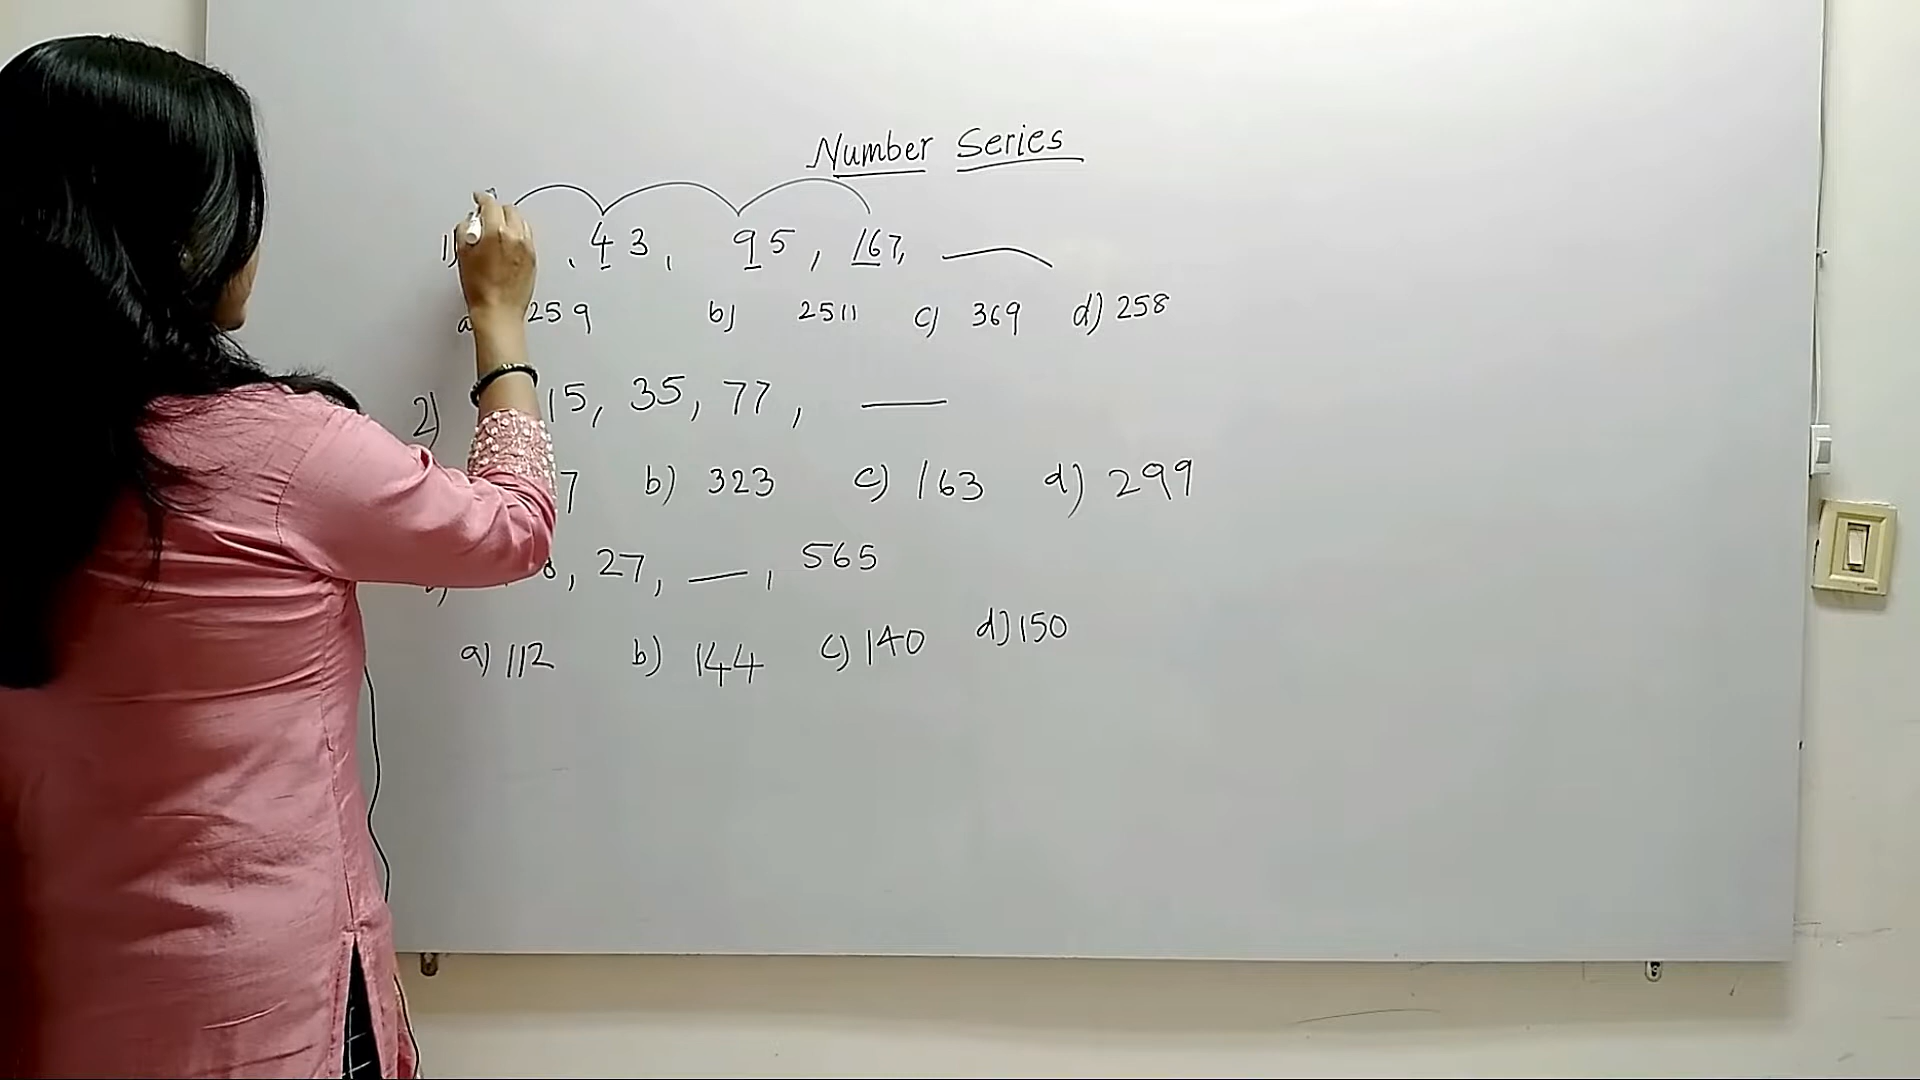 Number Series
1) , 43, 95, 167,
259 b) 2511 c) 369 d) 258
2) 15, 35, 77,
7 b) 323 c) 163 d) 299
8, 27, , 565
a) 112 b) 144 c) 140 d) 150